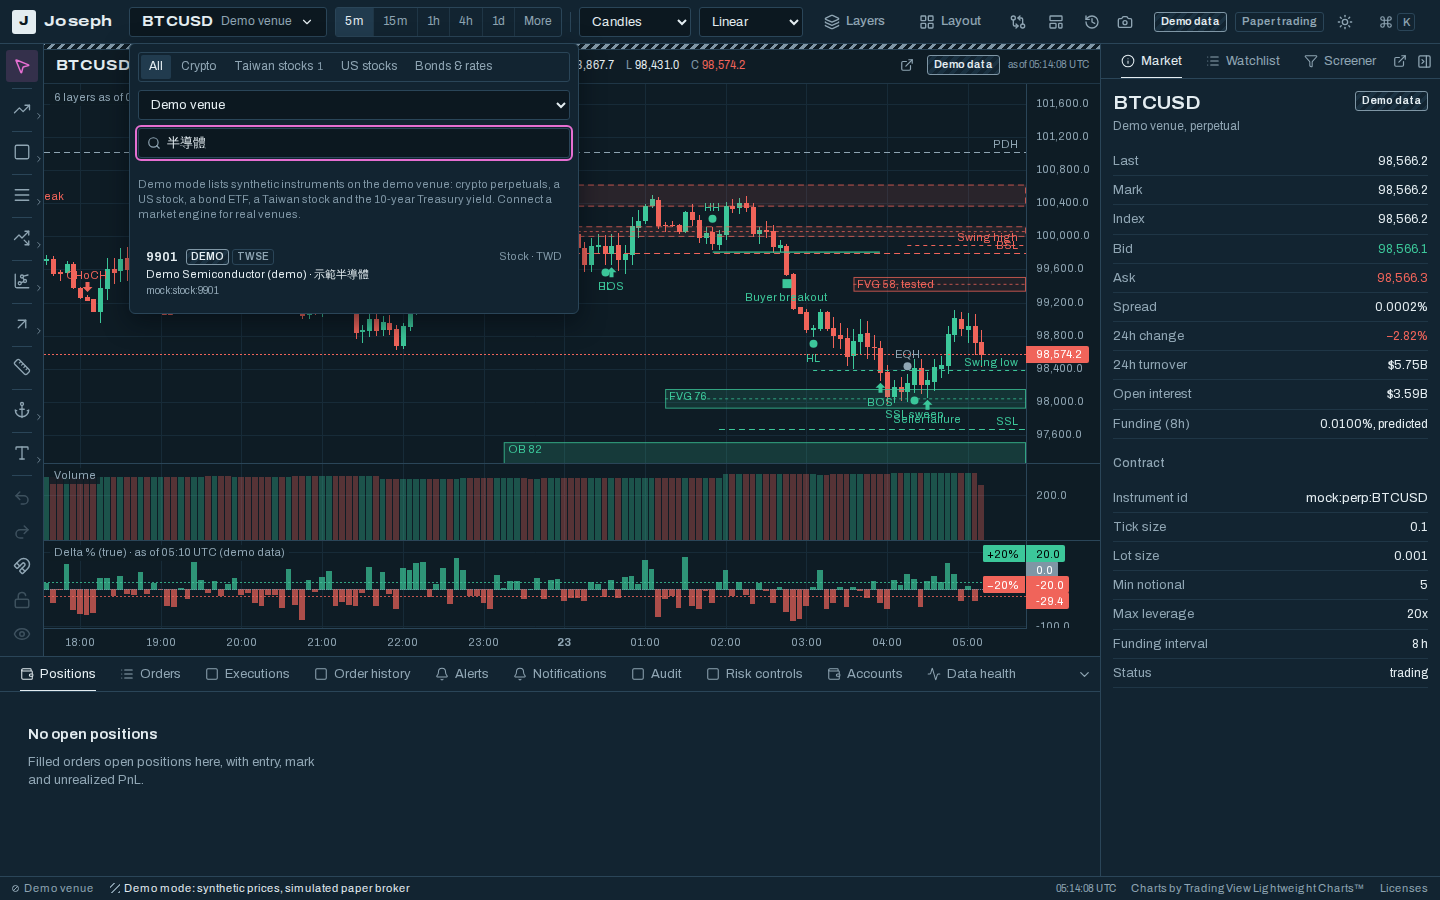 J Joseph BTCUSD Demo venue 5m 15m 1h 4h 1d More Candles Linear Layers Layout Demo data Paper trading ⌘ K
All Crypto Taiwan stocks 1 US stocks Bonds & rates
Demo venue
半導體
Demo mode lists synthetic instruments on the demo venue: crypto perpetuals, a
US stock, a bond ETF, a Taiwan stock and the 10-year Treasury yield. Connect a
market engine for real venues.
9901 DEMO TWSE Stock · TWD
Demo Semiconductor (demo) · 示範半導體
mock:stock:9901
BTCUSD
L 98,431.0 C 98,574.2 Demo data as of 05:14:08 UTC
6 layers as of
101,600.0
101,200.0
100,800.0
100,400.0
100,000.0
99,600.0
99,200.0
98,800.0
98,574.2
98,400.0
98,000.0
97,600.0
PDH
HH
Swing high
BSL
BOS
FVG 58, tested
Buyer breakout
HL
EQH
Swing low
FVG 76
BOS
SSL sweep
Seller failure
SSL
OB 82
CHoCH
Volume
200.0
Delta % (true) · as of 05:10 UTC (demo data)
+20% 20.0
0.0
−20% -20.0
-29.4
-100.0
18:00 19:00 20:00 21:00 22:00 23:00 23 01:00 02:00 03:00 04:00 05:00
Positions Orders Executions Order history Alerts Notifications Audit Risk controls Accounts Data health
No open positions
Filled orders open positions here, with entry, mark
and unrealized PnL.
Market Watchlist Screener
BTCUSD Demo data
Demo venue, perpetual
Last 98,566.2
Mark 98,566.2
Index 98,566.2
Bid 98,566.1
Ask 98,566.3
Spread 0.0002%
24h change −2.82%
24h turnover $5.75B
Open interest $3.59B
Funding (8h) 0.0100%, predicted
Contract
Instrument id mock:perp:BTCUSD
Tick size 0.1
Lot size 0.001
Min notional 5
Max leverage 20x
Funding interval 8 h
Status trading
Demo venue Demo mode: synthetic prices, simulated paper broker 05:14:08 UTC Charts by TradingView Lightweight Charts™ Licenses